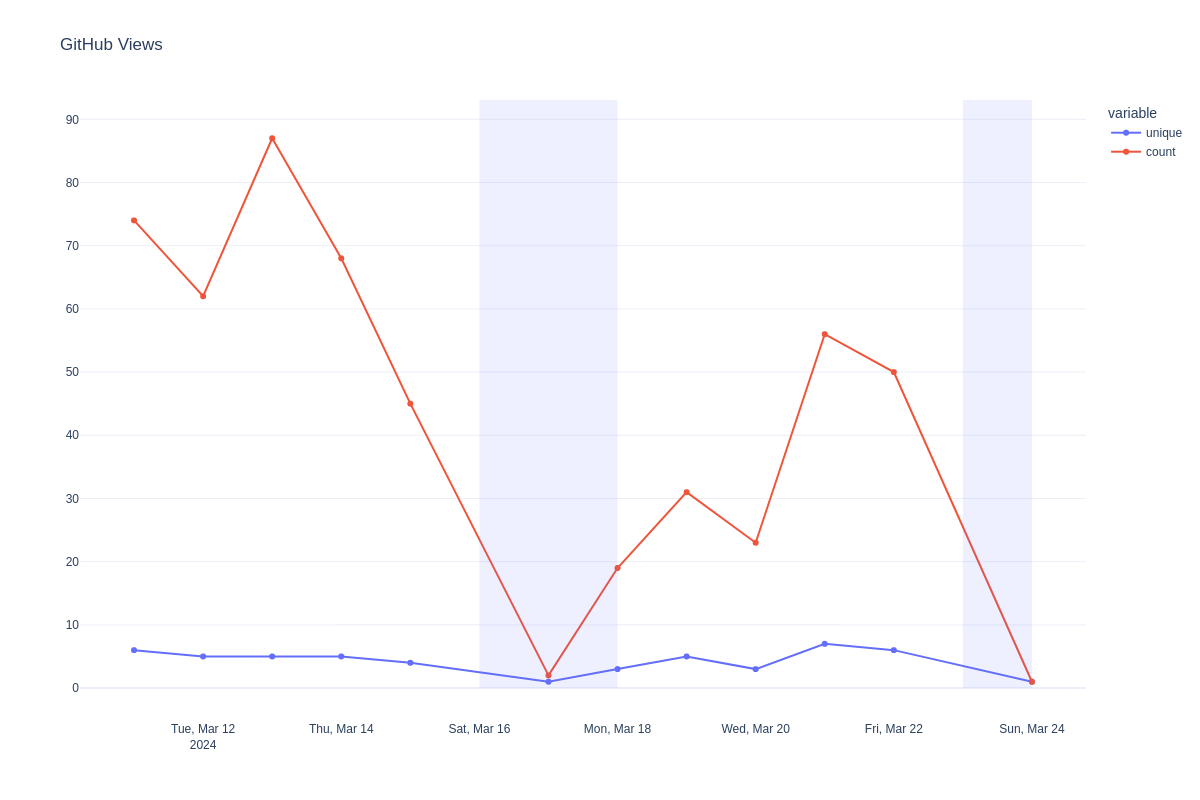 GitHub Views
variable
unique
count
90
80
70
60
50
40
30
20
10
0
Tue, Mar 12
2024
Thu, Mar 14
Sat, Mar 16
Mon, Mar 18
Wed, Mar 20
Fri, Mar 22
Sun, Mar 24